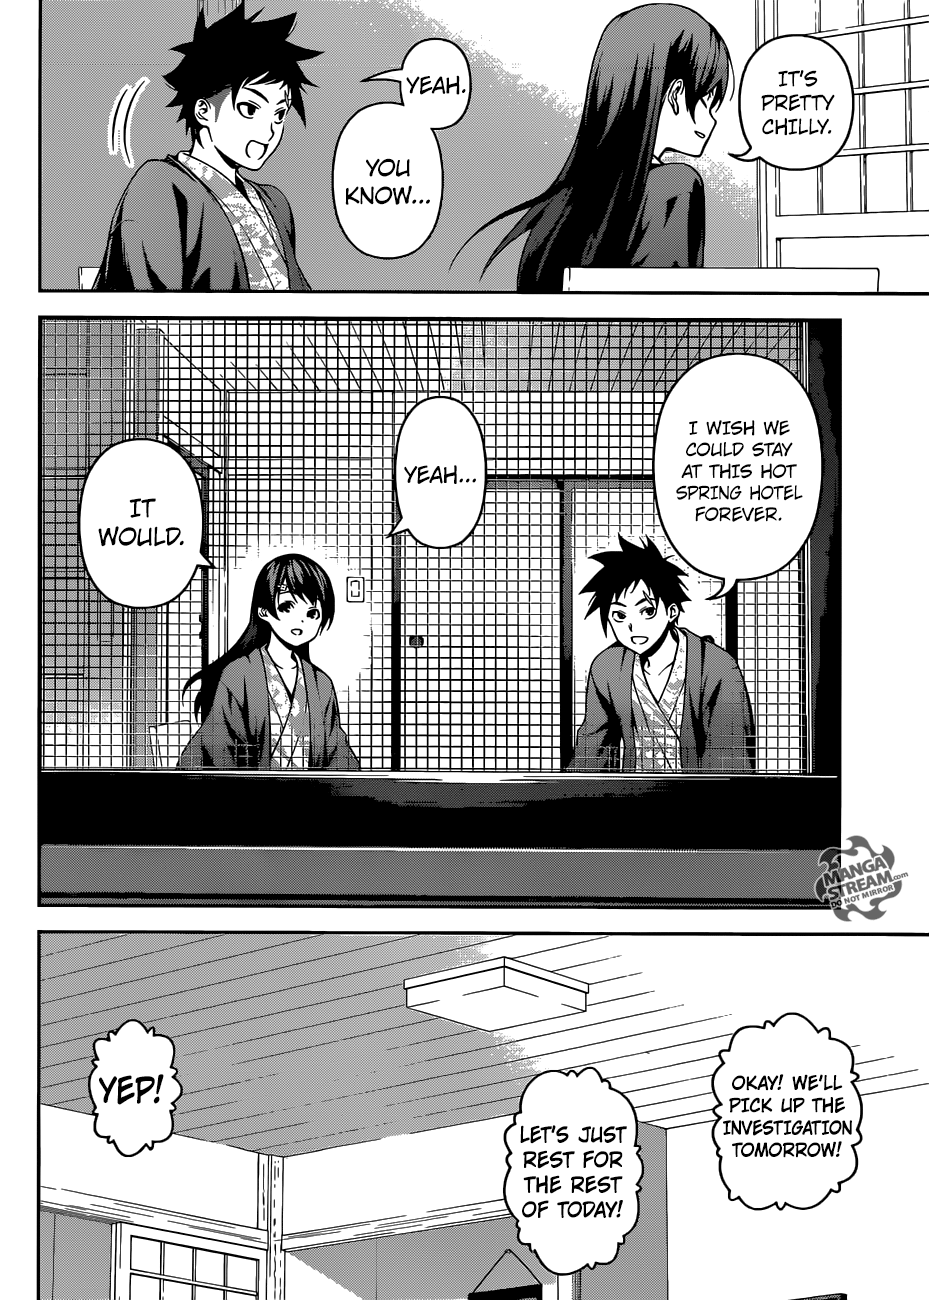 IT'S
PRETTY
CHILLY.
YEAH.
YOU
KNOW...
I WISH WE
COULD STAY
AT THIS HOT
SPRING HOTEL
FOREVER.
YEAH...
IT
WOULD.
MANGA
STREAM.com
DO NOT MIRROR
OKAY! WE'LL
PICK UP THE
INVESTIGATION
TOMORROW!
LET'S JUST
REST FOR
THE REST
OF TODAY!
YEP!